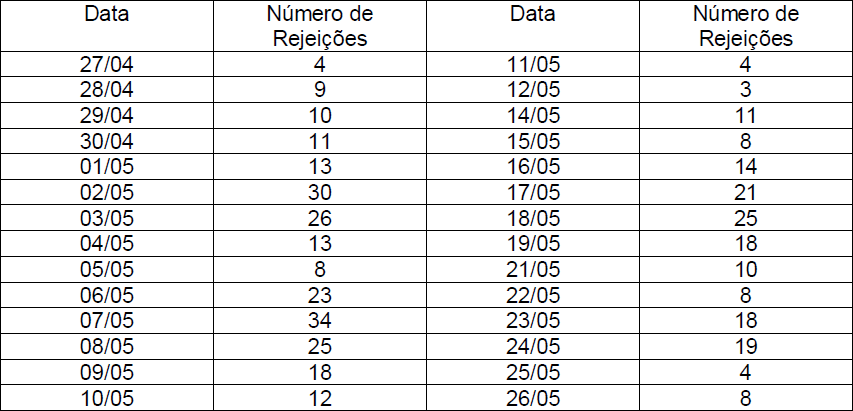 Data Número de Rejeições Data Número de Rejeições
27/04 4 11/05 4
28/04 9 12/05 3
29/04 10 14/05 11
30/04 11 15/05 8
01/05 13 16/05 14
02/05 30 17/05 21
03/05 26 18/05 25
04/05 13 19/05 18
05/05 8 21/05 10
06/05 23 22/05 8
07/05 34 23/05 18
08/05 25 24/05 19
09/05 18 25/05 4
10/05 12 26/05 8